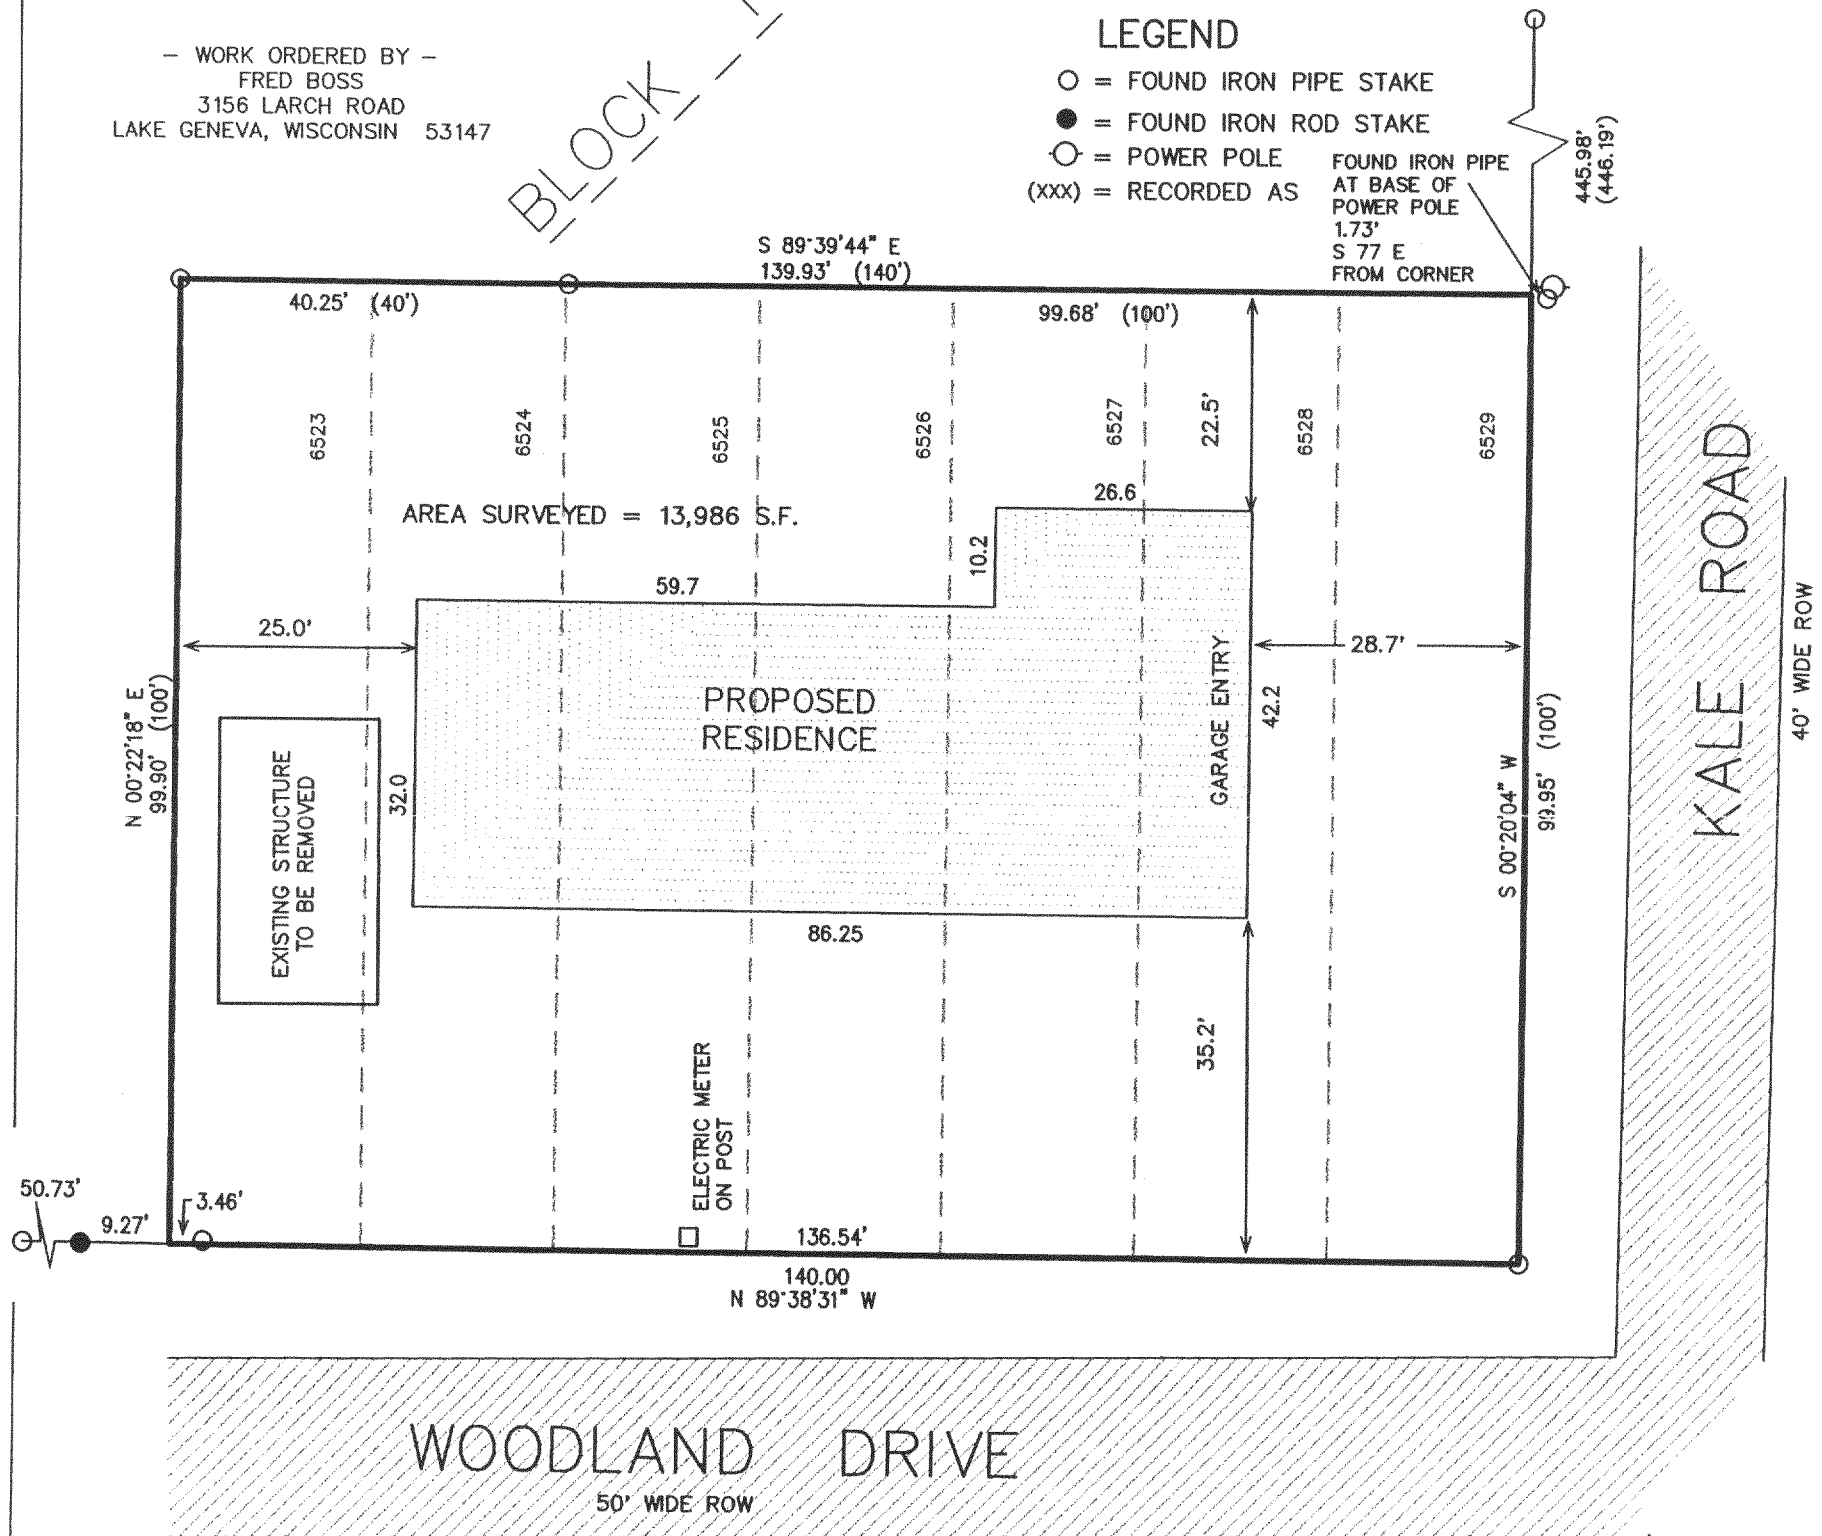 – WORK ORDERED BY –
FRED BOSS
3156 LARCH ROAD
LAKE GENEVA, WISCONSIN 53147
BLOCK
LEGEND
○ = FOUND IRON PIPE STAKE
● = FOUND IRON ROD STAKE
= POWER POLE
(XXX) = RECORDED AS
FOUND IRON PIPE
AT BASE OF
POWER POLE
1.73'
S 77 E
FROM CORNER
445.98'
(446.19')
S 89°39'44" E
139.93' (140')
40.25' (40')
99.68' (100')
6523
6524
6525
6526
6527
22.5'
6528
6529
AREA SURVEYED = 13,986 S.F.
26.6
10.2
59.7
25.0'
28.7'
PROPOSED
RESIDENCE
GARAGE ENTRY
42.2
32.0
N 00°22'18" E
99.90' (100')
EXISTING STRUCTURE
TO BE REMOVED
S 00°20'04" W
99.95' (100')
KALE ROAD
40' WIDE ROW
86.25
35.2'
ELECTRIC METER
ON POST
50.73'
9.27'
3.46'
136.54'
140.00
N 89°38'31" W
WOODLAND DRIVE
50' WIDE ROW